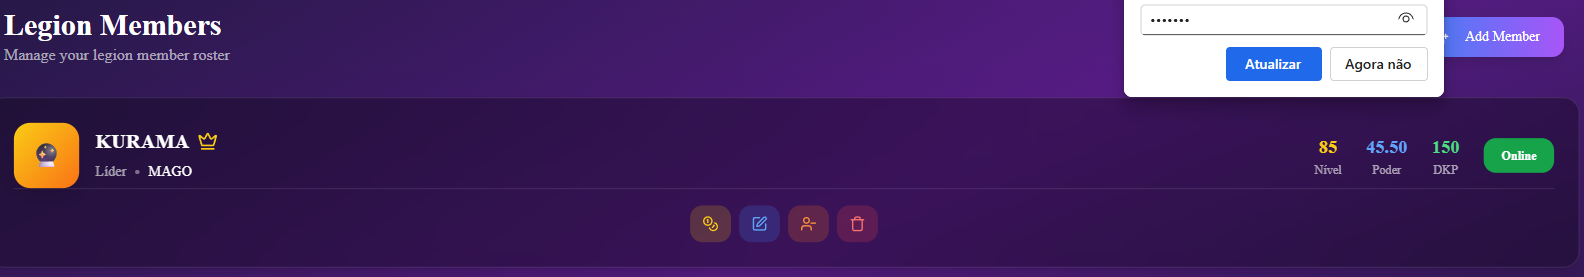 Legion Members
Manage your legion member roster
•••••••
Atualizar
Agora não
+ Add Member
KURAMA
Líder • MAGO
85
Nível
45.50
Poder
150
DKP
Online